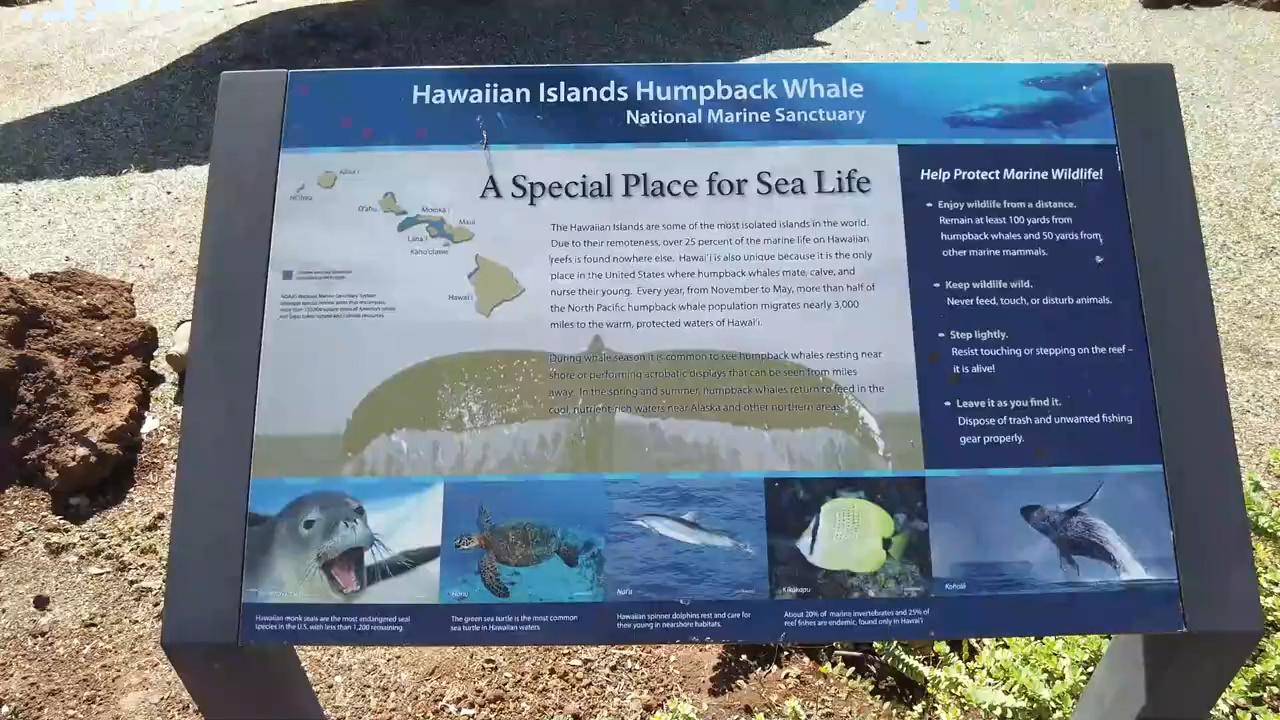 Hawaiian Islands Humpback Whale
National Marine Sanctuary
A Special Place for Sea Life
Kaua'i
Ni'ihau
O'ahu
Moloka'i
Maui
Lana'i
Kaho'olawe
Hawai'i
The Hawaiian Islands are some of the most isolated islands in the world.
Due to their remoteness, over 25 percent of the marine life on Hawaiian
reefs is found nowhere else. Hawai'i is also unique because it is the only
place in the United States where humpback whales mate, calve, and
nurse their young. Every year, from November to May, more than half of
the North Pacific humpback whale population migrates nearly 3,000
miles to the warm, protected waters of Hawai'i.
During whale season it is common to see humpback whales resting near
shore or performing acrobatic displays that can be seen from miles
away. In the spring and summer, humpback whales return to feed in the
cool, nutrient-rich waters near Alaska and other northern areas.
Help Protect Marine Wildlife!
Enjoy wildlife from a distance.
Remain at least 100 yards from
humpback whales and 50 yards from
other marine mammals.
Keep wildlife wild.
Never feed, touch, or disturb animals.
Step lightly.
Resist touching or stepping on the reef –
it is alive!
Leave it as you find it.
Dispose of trash and unwanted fishing
gear properly.
Honu
Nai'a
Kikākapu
Koholā
Hawaiian monk seals are the most endangered seal
species in the U.S. with less than 1,200 remaining.
The green sea turtle is the most common
sea turtle in Hawaiian waters.
Hawaiian spinner dolphins rest and care for
their young in nearshore habitats.
About 20% of marine invertebrates and 25% of
reef fishes are endemic, found only in Hawai'i